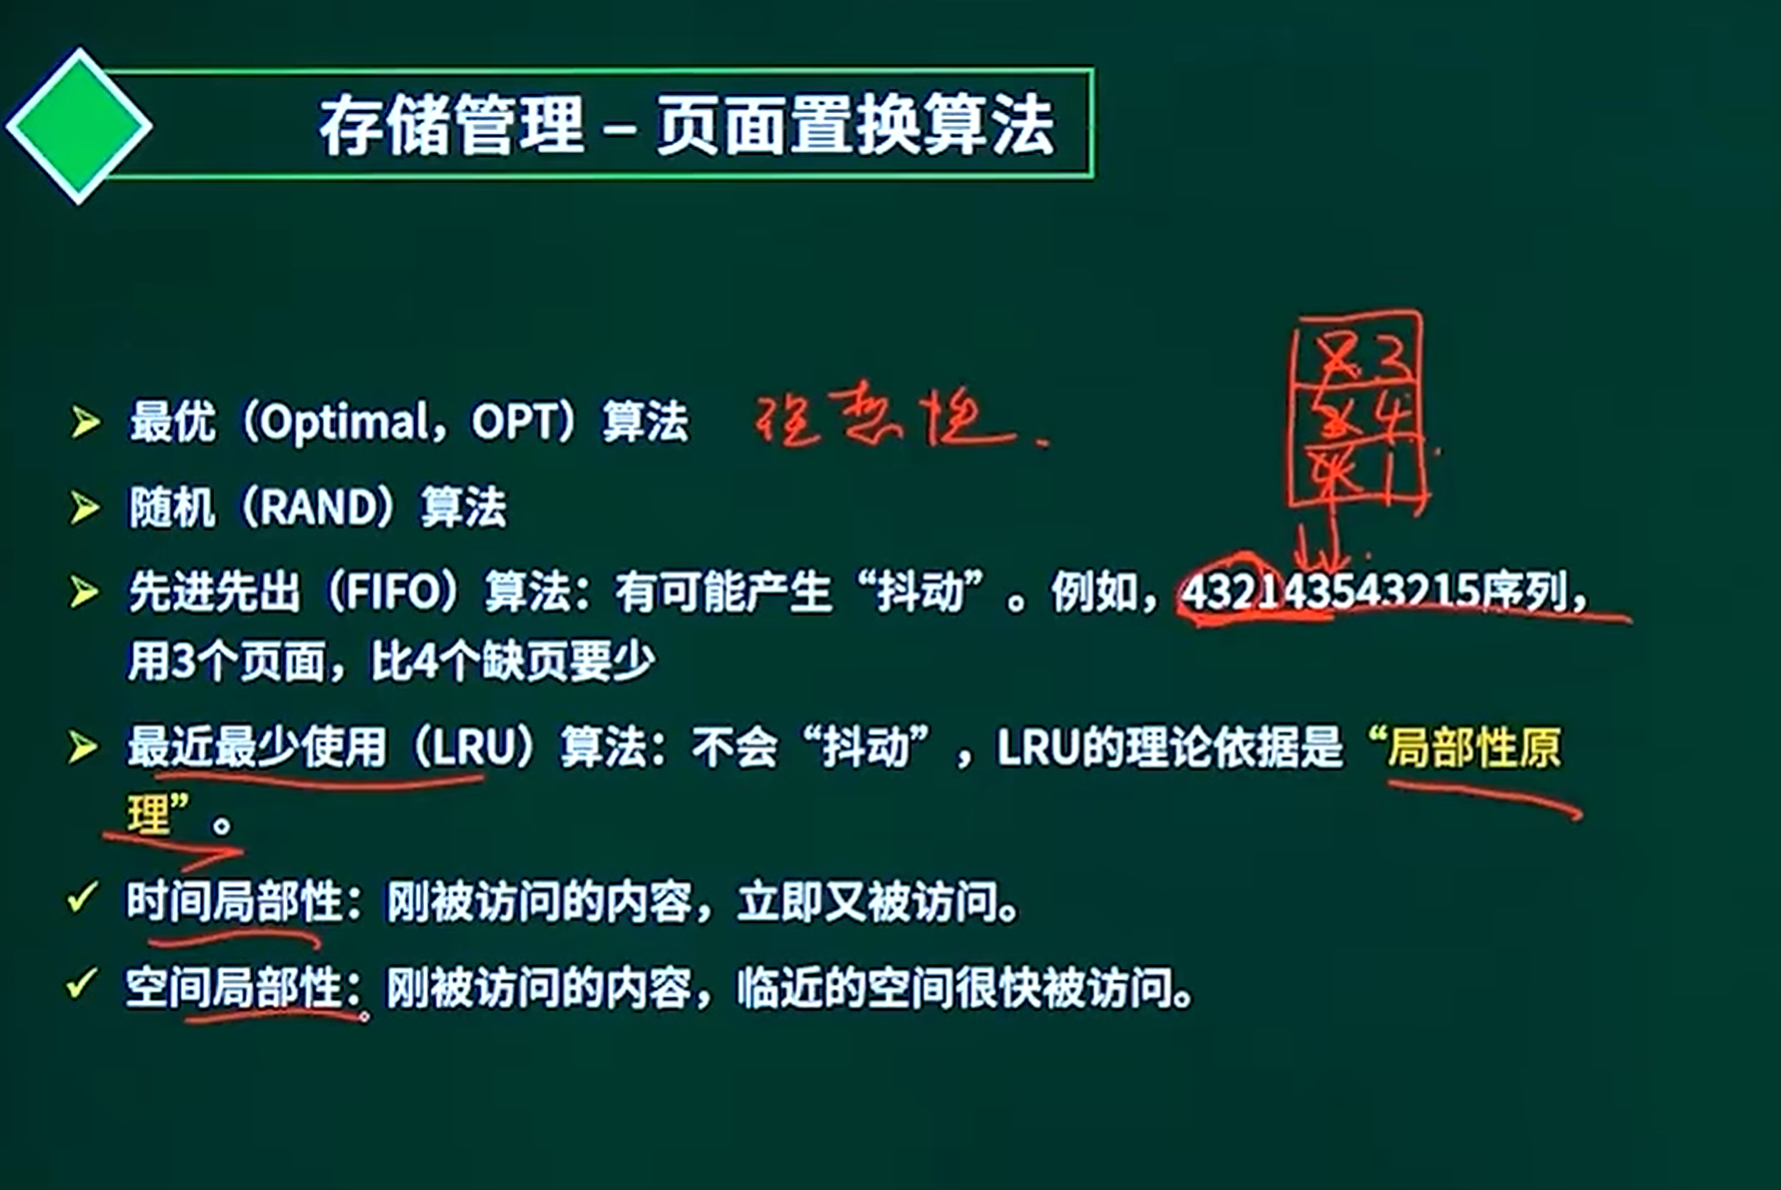 存储管理 – 页面置换算法
最优（Optimal，OPT）算法 理想性.
随机（RAND）算法
3
4
1
先进先出（FIFO）算法：有可能产生“抖动”。例如，432143543215序列，
用3个页面，比4个缺页要少
最近最少使用（LRU）算法：不会“抖动”，LRU的理论依据是“局部性原
理”。
时间局部性：刚被访问的内容，立即又被访问。
空间局部性：刚被访问的内容，临近的空间很快被访问。